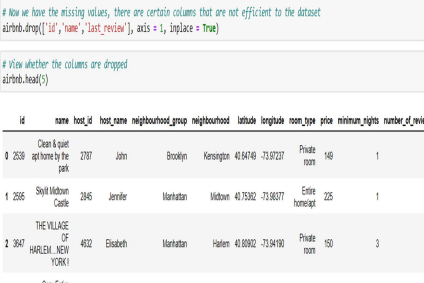 # Now we have the missing values, there are certain columns that are not efficient to the dataset
airbnb.drop(['id','name','last_review'], axis = 1, inplace = True)
# View whether the columns are dropped
airbnb.head(5)
id name host_id host_name neighbourhood_group neighbourhood latitude longitude room_type price minimum_nights number_of_revie
0 2539 Clean & quiet apt home by the park 2787 John Brooklyn Kensington 40.64749 -73.97237 Private room 149 1
1 2595 Skylit Midtown Castle 2845 Jennifer Manhattan Midtown 40.75362 -73.98377 Entire home/apt 225 1
2 3647 THE VILLAGE OF HARLEM....NEW YORK ! 4632 Elisabeth Manhattan Harlem 40.80902 -73.94190 Private room 150 3